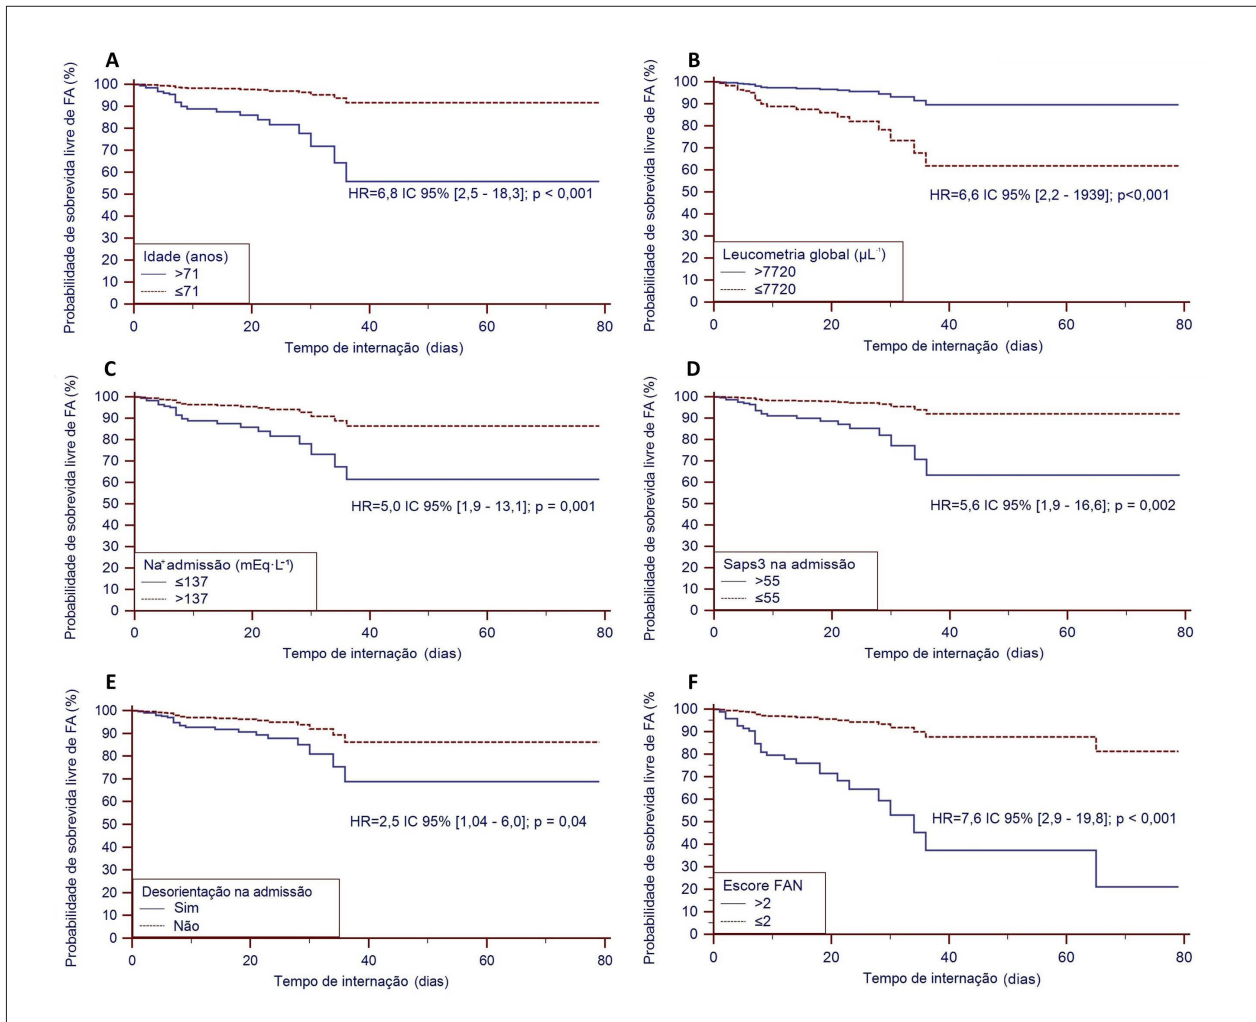 A
Probabilidade de sobrevida livre de FA (%)
100
90
80
70
60
50
40
30
20
10
0
HR=6,8 IC 95% [2,5 - 18,3]; p < 0,001
Idade (anos)
>71
≤71
0 20 40 60 80
Tempo de internação (dias)
B
Probabilidade de sobrevida livre de FA (%)
100
90
80
70
60
50
40
30
20
10
0
HR=6,6 IC 95% [2,2 - 1939]; p<0,001
Leucometria global (µL⁻¹)
>7720
≤7720
0 20 40 60 80
Tempo de internação (dias)
C
Probabilidade de sobrevida livre de FA (%)
100
90
80
70
60
50
40
30
20
10
0
HR=5,0 IC 95% [1,9 - 13,1]; p = 0,001
Na⁺admissão (mEq·L⁻¹)
≤137
>137
0 20 40 60 80
Tempo de internação (dias)
D
Probabilidade de sobrevida livre de FA (%)
100
90
80
70
60
50
40
30
20
10
0
HR=5,6 IC 95% [1,9 - 16,6]; p = 0,002
Saps3 na admissão
>55
≤55
0 20 40 60 80
Tempo de internação (dias)
E
Probabilidade de sobrevida livre de FA (%)
100
90
80
70
60
50
40
30
20
10
0
HR=2,5 IC 95% [1,04 - 6,0]; p = 0,04
Desorientação na admissão
Sim
Não
0 20 40 60 80
Tempo de internação (dias)
F
Probabilidade de sobrevida livre de FA (%
100
90
80
70
60
50
40
30
20
10
0
HR=7,6 IC 95% [2,9 - 19,8]; p < 0,001
Escore FAN
>2
≤2
0 20 40 60 80
Tempo de internação (dias)